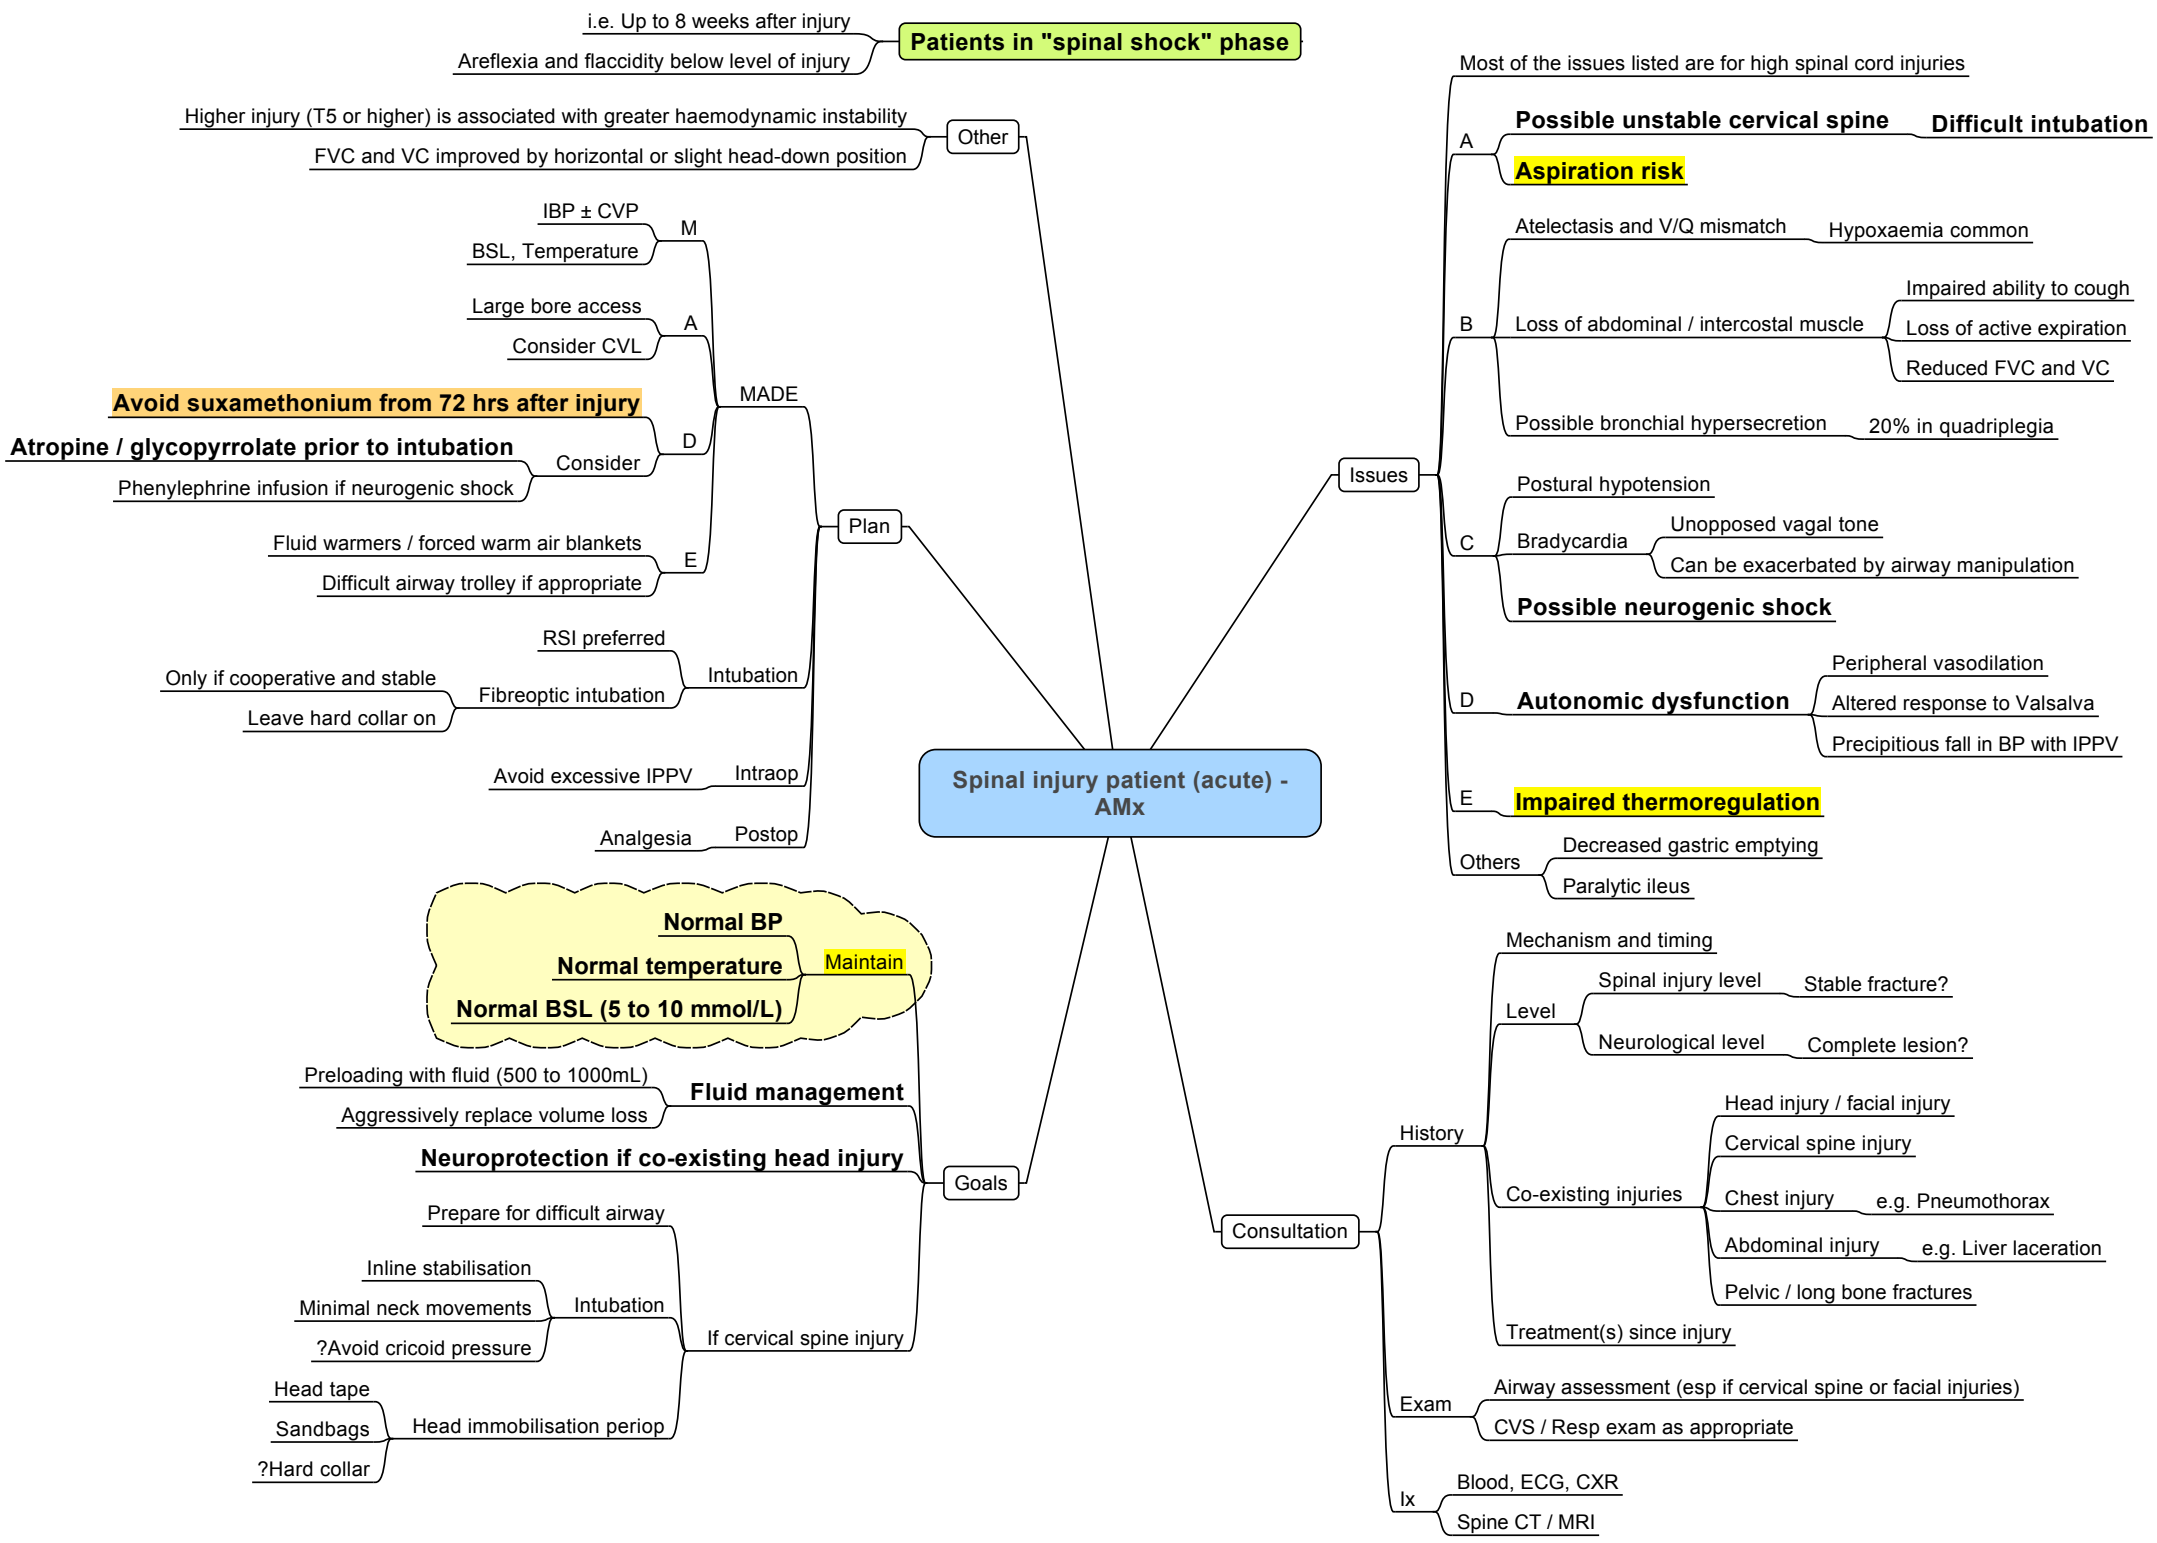 i.e. Up to 8 weeks after injury
Areflexia and flaccidity below level of injury
Patients in "spinal shock" phase
Higher injury (T5 or higher) is associated with greater haemodynamic instability
FVC and VC improved by horizontal or slight head-down position
Other
IBP ± CVP
BSL, Temperature
M
Large bore access
Consider CVL
A
MADE
Avoid suxamethonium from 72 hrs after injury
Atropine / glycopyrrolate prior to intubation
Phenylephrine infusion if neurogenic shock
Consider
D
Fluid warmers / forced warm air blankets
Difficult airway trolley if appropriate
E
Plan
RSI preferred
Only if cooperative and stable
Leave hard collar on
Fibreoptic intubation
Intubation
Avoid excessive IPPV
Intraop
Analgesia
Postop
Spinal injury patient (acute) -
AMx
Normal BP
Normal temperature
Normal BSL (5 to 10 mmol/L)
Maintain
Preloading with fluid (500 to 1000mL)
Aggressively replace volume loss
Fluid management
Neuroprotection if co-existing head injury
Goals
Prepare for difficult airway
Inline stabilisation
Minimal neck movements
?Avoid cricoid pressure
Intubation
If cervical spine injury
Head tape
Sandbags
?Hard collar
Head immobilisation periop
Most of the issues listed are for high spinal cord injuries
A
Possible unstable cervical spine
Difficult intubation
Aspiration risk
B
Atelectasis and V/Q mismatch
Hypoxaemia common
Loss of abdominal / intercostal muscle
Impaired ability to cough
Loss of active expiration
Reduced FVC and VC
Possible bronchial hypersecretion
20% in quadriplegia
Issues
C
Postural hypotension
Bradycardia
Unopposed vagal tone
Can be exacerbated by airway manipulation
Possible neurogenic shock
D
Autonomic dysfunction
Peripheral vasodilation
Altered response to Valsalva
Precipitious fall in BP with IPPV
E
Impaired thermoregulation
Others
Decreased gastric emptying
Paralytic ileus
Consultation
History
Mechanism and timing
Level
Spinal injury level
Stable fracture?
Neurological level
Complete lesion?
Co-existing injuries
Head injury / facial injury
Cervical spine injury
Chest injury
e.g. Pneumothorax
Abdominal injury
e.g. Liver laceration
Pelvic / long bone fractures
Treatment(s) since injury
Exam
Airway assessment (esp if cervical spine or facial injuries)
CVS / Resp exam as appropriate
Ix
Blood, ECG, CXR
Spine CT / MRI